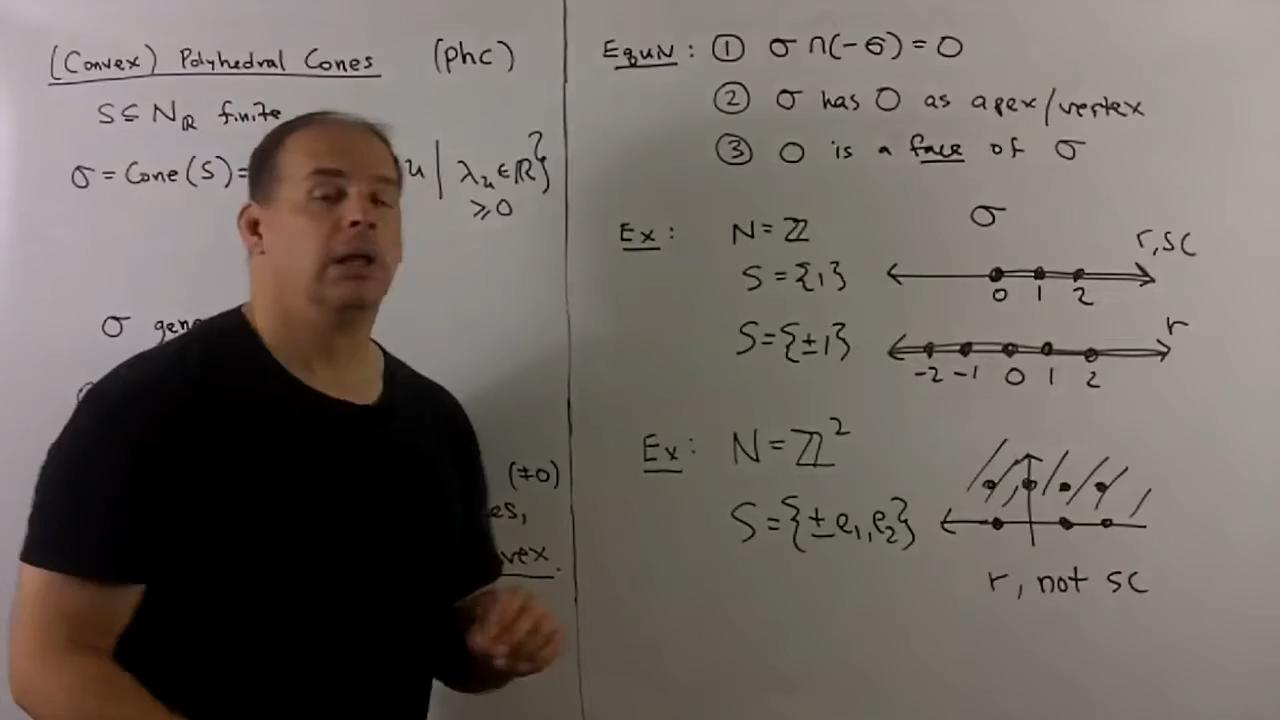 (Convex) Polyhedral Cones (phc)
S ⊆ N_ℝ finite
σ = Cone(S) = u | λ_u ∈ ℝ}
≥0
σ gene
(≠0)
es,
vex.
Equiv: ① σ ∩ (-σ) = 0
② σ has 0 as apex/vertex
③ 0 is a face of σ
σ
Ex: N = ℤ
r, sc
S = {1}
0 1 2
S = {±1}
r
-2 -1 0 1 2
Ex: N = ℤ²
S = {±e₁, e₂}
r, not sc